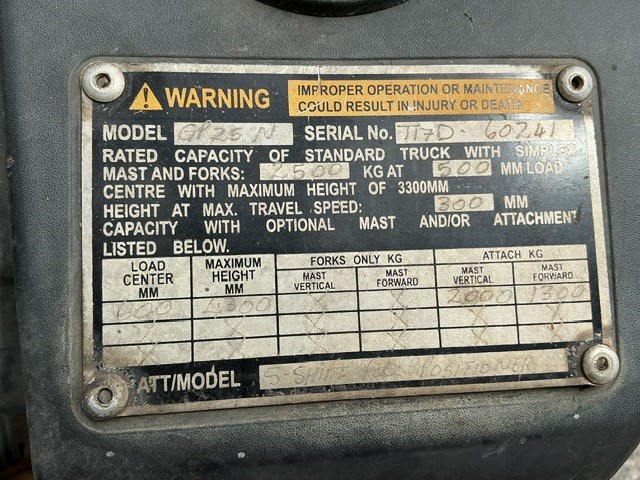 WARNING
IMPROPER OPERATION OR MAINTENANCE
COULD RESULT IN INJURY OR DEATH
MODEL GP25N SERIAL No. T17D-60241
RATED CAPACITY OF STANDARD TRUCK WITH SIMPLEX
MAST AND FORKS: 2500 KG AT 500 MM LOAD
CENTRE WITH MAXIMUM HEIGHT OF 3300MM
HEIGHT AT MAX. TRAVEL SPEED: 300 MM
CAPACITY WITH OPTIONAL MAST AND/OR ATTACHMENT
LISTED BELOW.
LOAD CENTER MM MAXIMUM HEIGHT MM FORKS ONLY KG ATTACH KG
MAST VERTICAL MAST FORWARD MAST VERTICAL MAST FORWARD
600 4300 X X 2000 1300
X X X X X X
X X X X X X
ATT/MODEL S-SHIFT POSITIONER